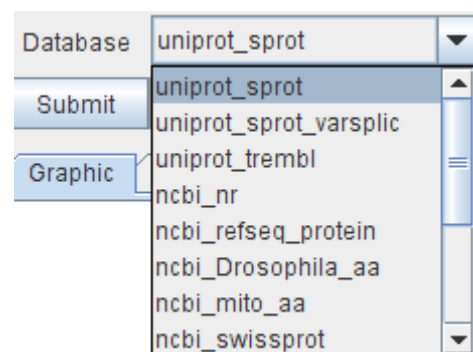 Database uniprot_sprot
uniprot_sprot
Submit
uniprot_sprot_varsplic
uniprot_trembl
Graphic
ncbi_nr
ncbi_refseq_protein
ncbi_Drosophila_aa
ncbi_mito_aa
ncbi_swissprot